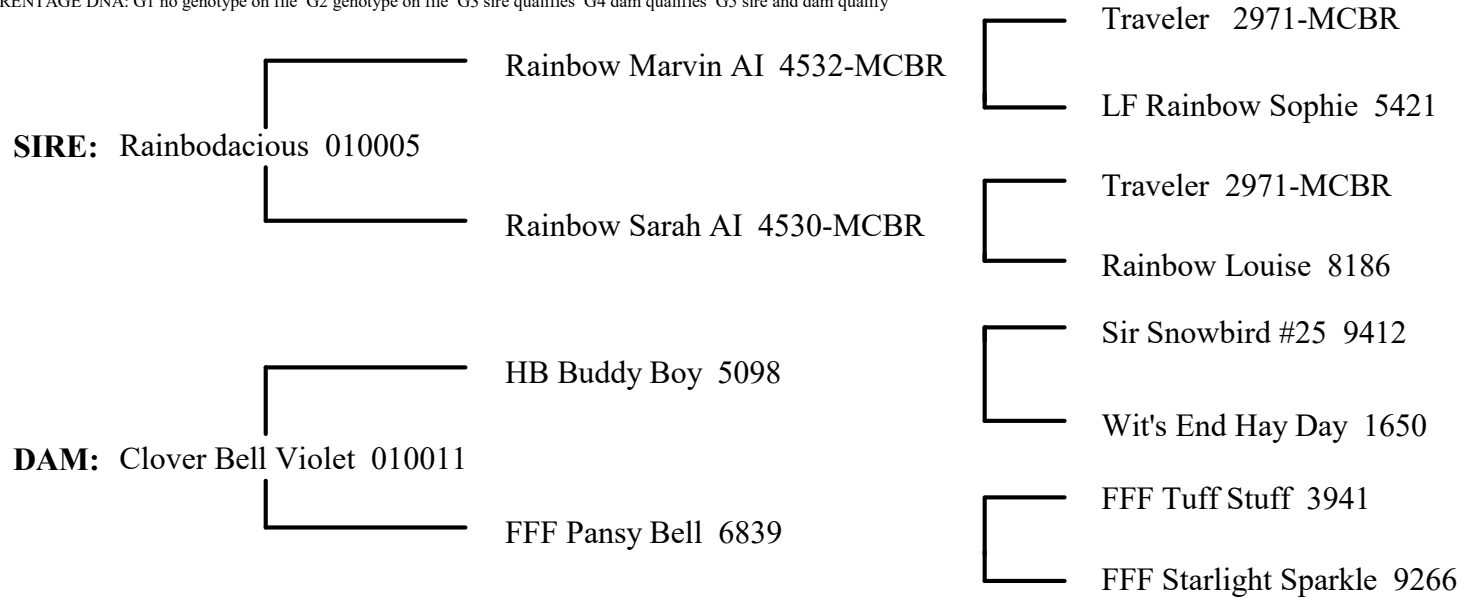 RENTAGE DNA: G1 no genotype on file G2 genotype on file G3 sire qualifies G4 dam qualifies G5 sire and dam qualify
Traveler 2971-MCBR
Rainbow Marvin AI 4532-MCBR
LF Rainbow Sophie 5421
SIRE: Rainbodacious 010005
Traveler 2971-MCBR
Rainbow Sarah AI 4530-MCBR
Rainbow Louise 8186
Sir Snowbird #25 9412
HB Buddy Boy 5098
Wit's End Hay Day 1650
DAM: Clover Bell Violet 010011
FFF Tuff Stuff 3941
FFF Pansy Bell 6839
FFF Starlight Sparkle 9266